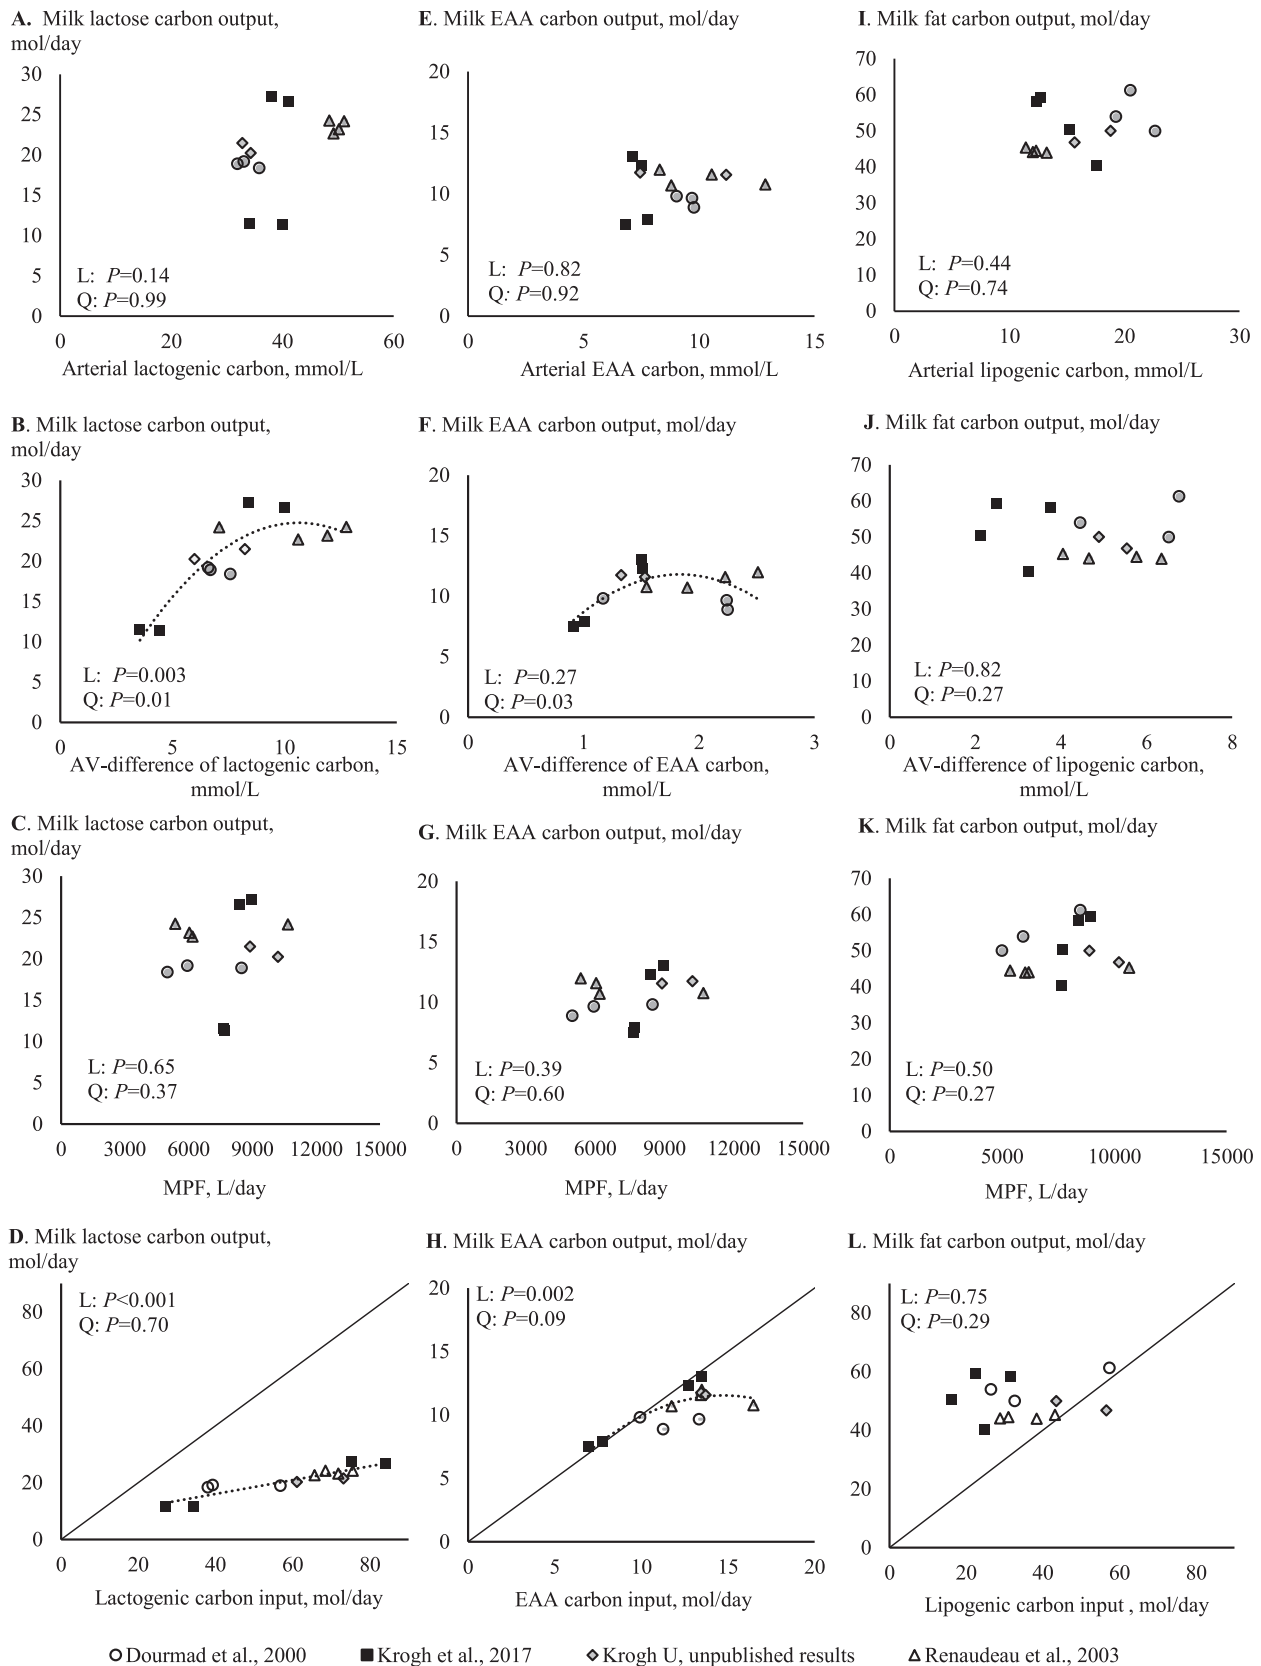 A. Milk lactose carbon output,
mol/day
30
25
20
15
10
5
0
L: P=0.14
Q: P=0.99
0 20 40 60
Arterial lactogenic carbon, mmol/L
E. Milk EAA carbon output, mol/day
20
15
10
5
0
L: P=0.82
Q: P=0.92
0 5 10 15
Arterial EAA carbon, mmol/L
I. Milk fat carbon output, mol/day
70
60
50
40
30
20
10
0
L: P=0.44
Q: P=0.74
0 10 20 30
Arterial lipogenic carbon, mmol/L
B. Milk lactose carbon output,
mol/day
30
25
20
15
10
5
0
L: P=0.003
Q: P=0.01
0 5 10 15
AV-difference of lactogenic carbon,
mmol/L
F. Milk EAA carbon output, mol/day
20
15
10
5
0
L: P=0.27
Q: P=0.03
0 1 2 3
AV-difference of EAA carbon,
mmol/L
J. Milk fat carbon output, mol/day
70
60
50
40
30
20
10
0
L: P=0.82
Q: P=0.27
0 2 4 6 8
AV-difference of lipogenic carbon,
mmol/L
C. Milk lactose carbon output,
mol/day
30
25
20
15
10
5
0
L: P=0.65
Q: P=0.37
0 3000 6000 9000 12000 15000
MPF, L/day
G. Milk EAA carbon output, mol/day
20
15
10
5
0
L: P=0.39
Q: P=0.60
0 3000 6000 9000 12000 15000
MPF, L/day
K. Milk fat carbon output, mol/day
70
60
50
40
30
20
10
0
L: P=0.50
Q: P=0.27
0 5000 10000 15000
MPF, L/day
D. Milk lactose carbon output,
mol/day
L: P<0.001
Q: P=0.70
80
60
40
20
0
0 20 40 60 80
Lactogenic carbon input, mol/day
H. Milk EAA carbon output, mol/day
L: P=0.002
Q: P=0.09
20
15
10
5
0
0 5 10 15 20
EAA carbon input, mol/day
L. Milk fat carbon output, mol/day
L: P=0.75
Q: P=0.29
80
60
40
20
0
0 20 40 60 80
Lipogenic carbon input , mol/day
Dourmad et al., 2000 Krogh et al., 2017 Krogh U, unpublished results Renaudeau et al., 2003